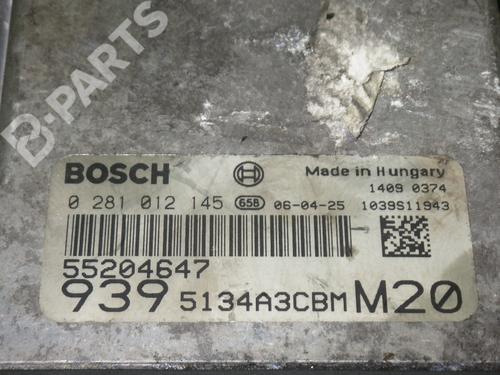 B-PARTS
BOSCH
Made in Hungary
1409 0374
0 281 012 145 658 06-04-25 1039S11943
55204647
939 5134A3CBM M20